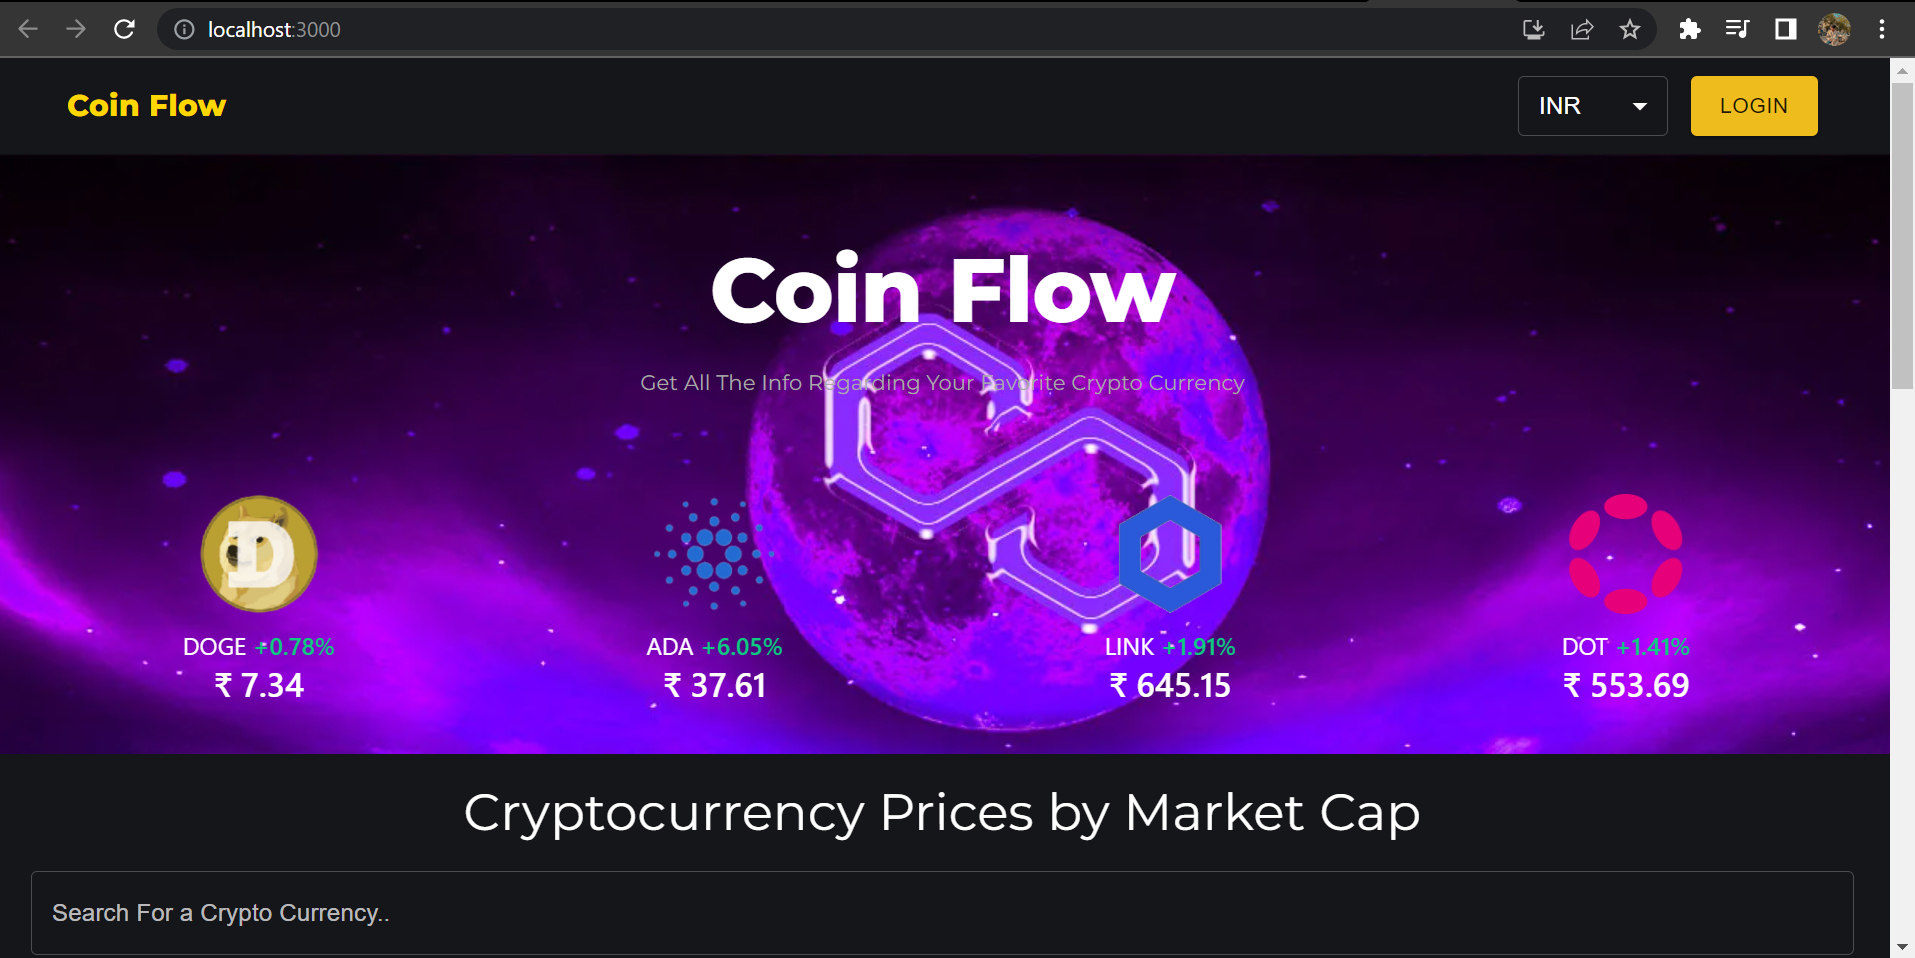 localhost:3000
Coin Flow
INR
LOGIN
Coin Flow
Get All The Info Regarding Your Favorite Crypto Currency
D
DOGE +0.78%
₹ 7.34
ADA +6.05%
₹ 37.61
LINK +1.91%
₹ 645.15
DOT +1.41%
₹ 553.69
Cryptocurrency Prices by Market Cap
Search For a Crypto Currency..